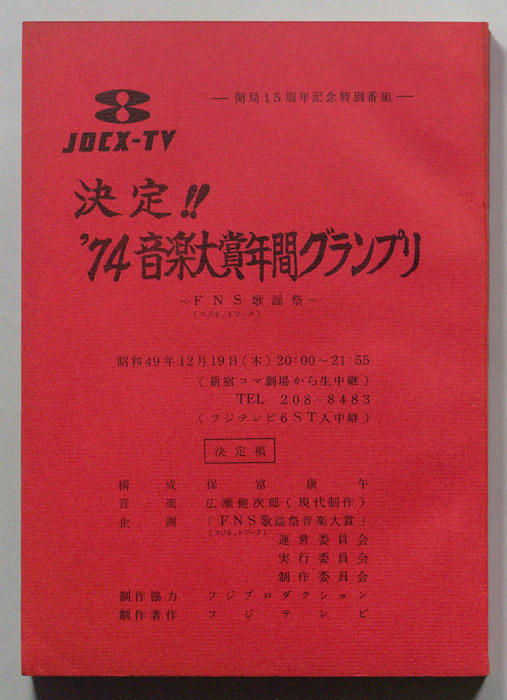 ―開局15周年記念特別番組―
JOCX-TV
決定!!
'74音楽大賞年間グランプリ
~FNS歌謡祭~
(フジネットワーク)
昭和49年12月19日(木)20:00~21:55
(新宿コマ劇場から生中継)
TEL 208-8483
(フジテレビ6ST入中継)
決定稿
構成 保富康午
音楽 広瀬健次郎(現代制作)
企画 「FNS歌謡祭音楽大賞」
(フジネットワーク)
運営委員会
実行委員会
制作委員会
制作協力 フジプロダクション
制作著作 フジテレビ